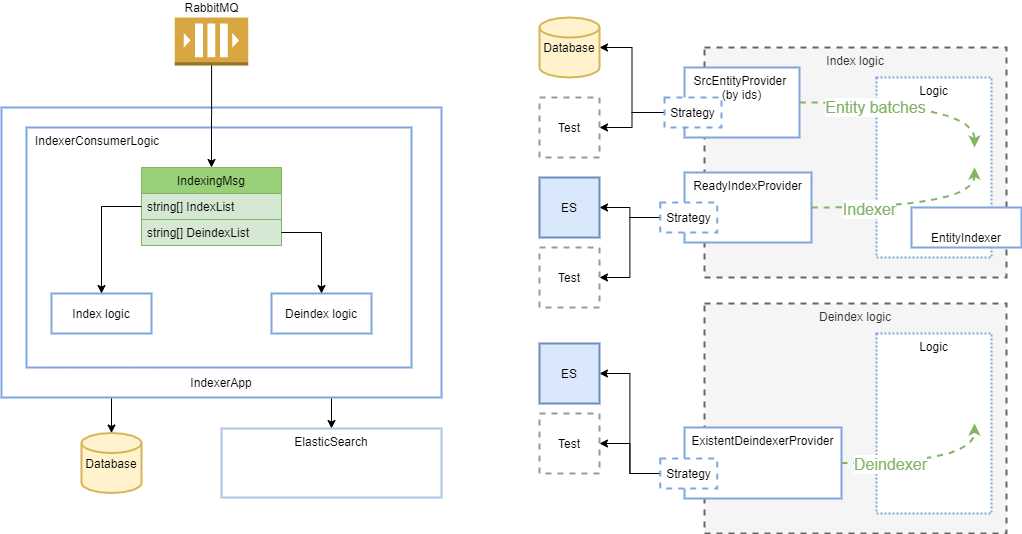 RabbitMQ
IndexerConsumerLogic
IndexingMsg
string[] IndexList
string[] DeindexList
Index logic
Deindex logic
IndexerApp
Database
ElasticSearch
Database
Test
Index logic
SrcEntityProvider
(by ids)
Strategy
Entity batches
Logic
ES
Test
ReadyIndexProvider
Strategy
Indexer
EntityIndexer
Deindex logic
ES
Test
ExistentDeindexerProvider
Strategy
Deindexer
Logic